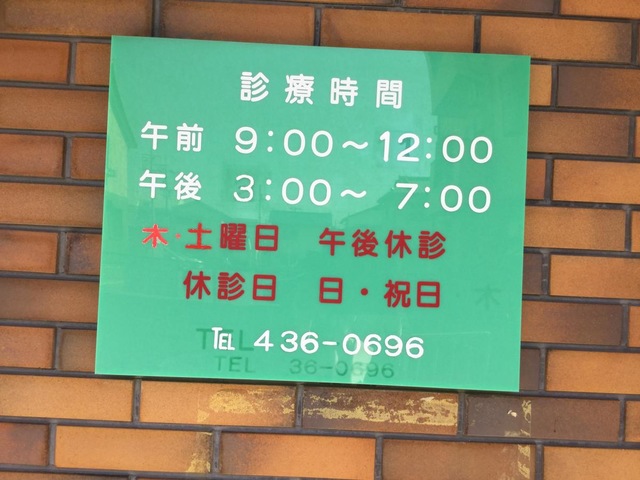 診療時間
午前 9:00～12:00
午後 3:00～ 7:00
木・土曜日 午後休診
休診日 日・祝日
TEL 436-0696